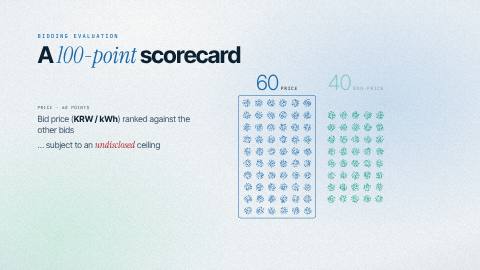 BIDDING EVALUATION
A 100-point scorecard
60 PRICE
40 NON-PRICE
PRICE · 60 POINTS
Bid price (KRW / kWh) ranked against the
other bids
... subject to an undisclosed ceiling